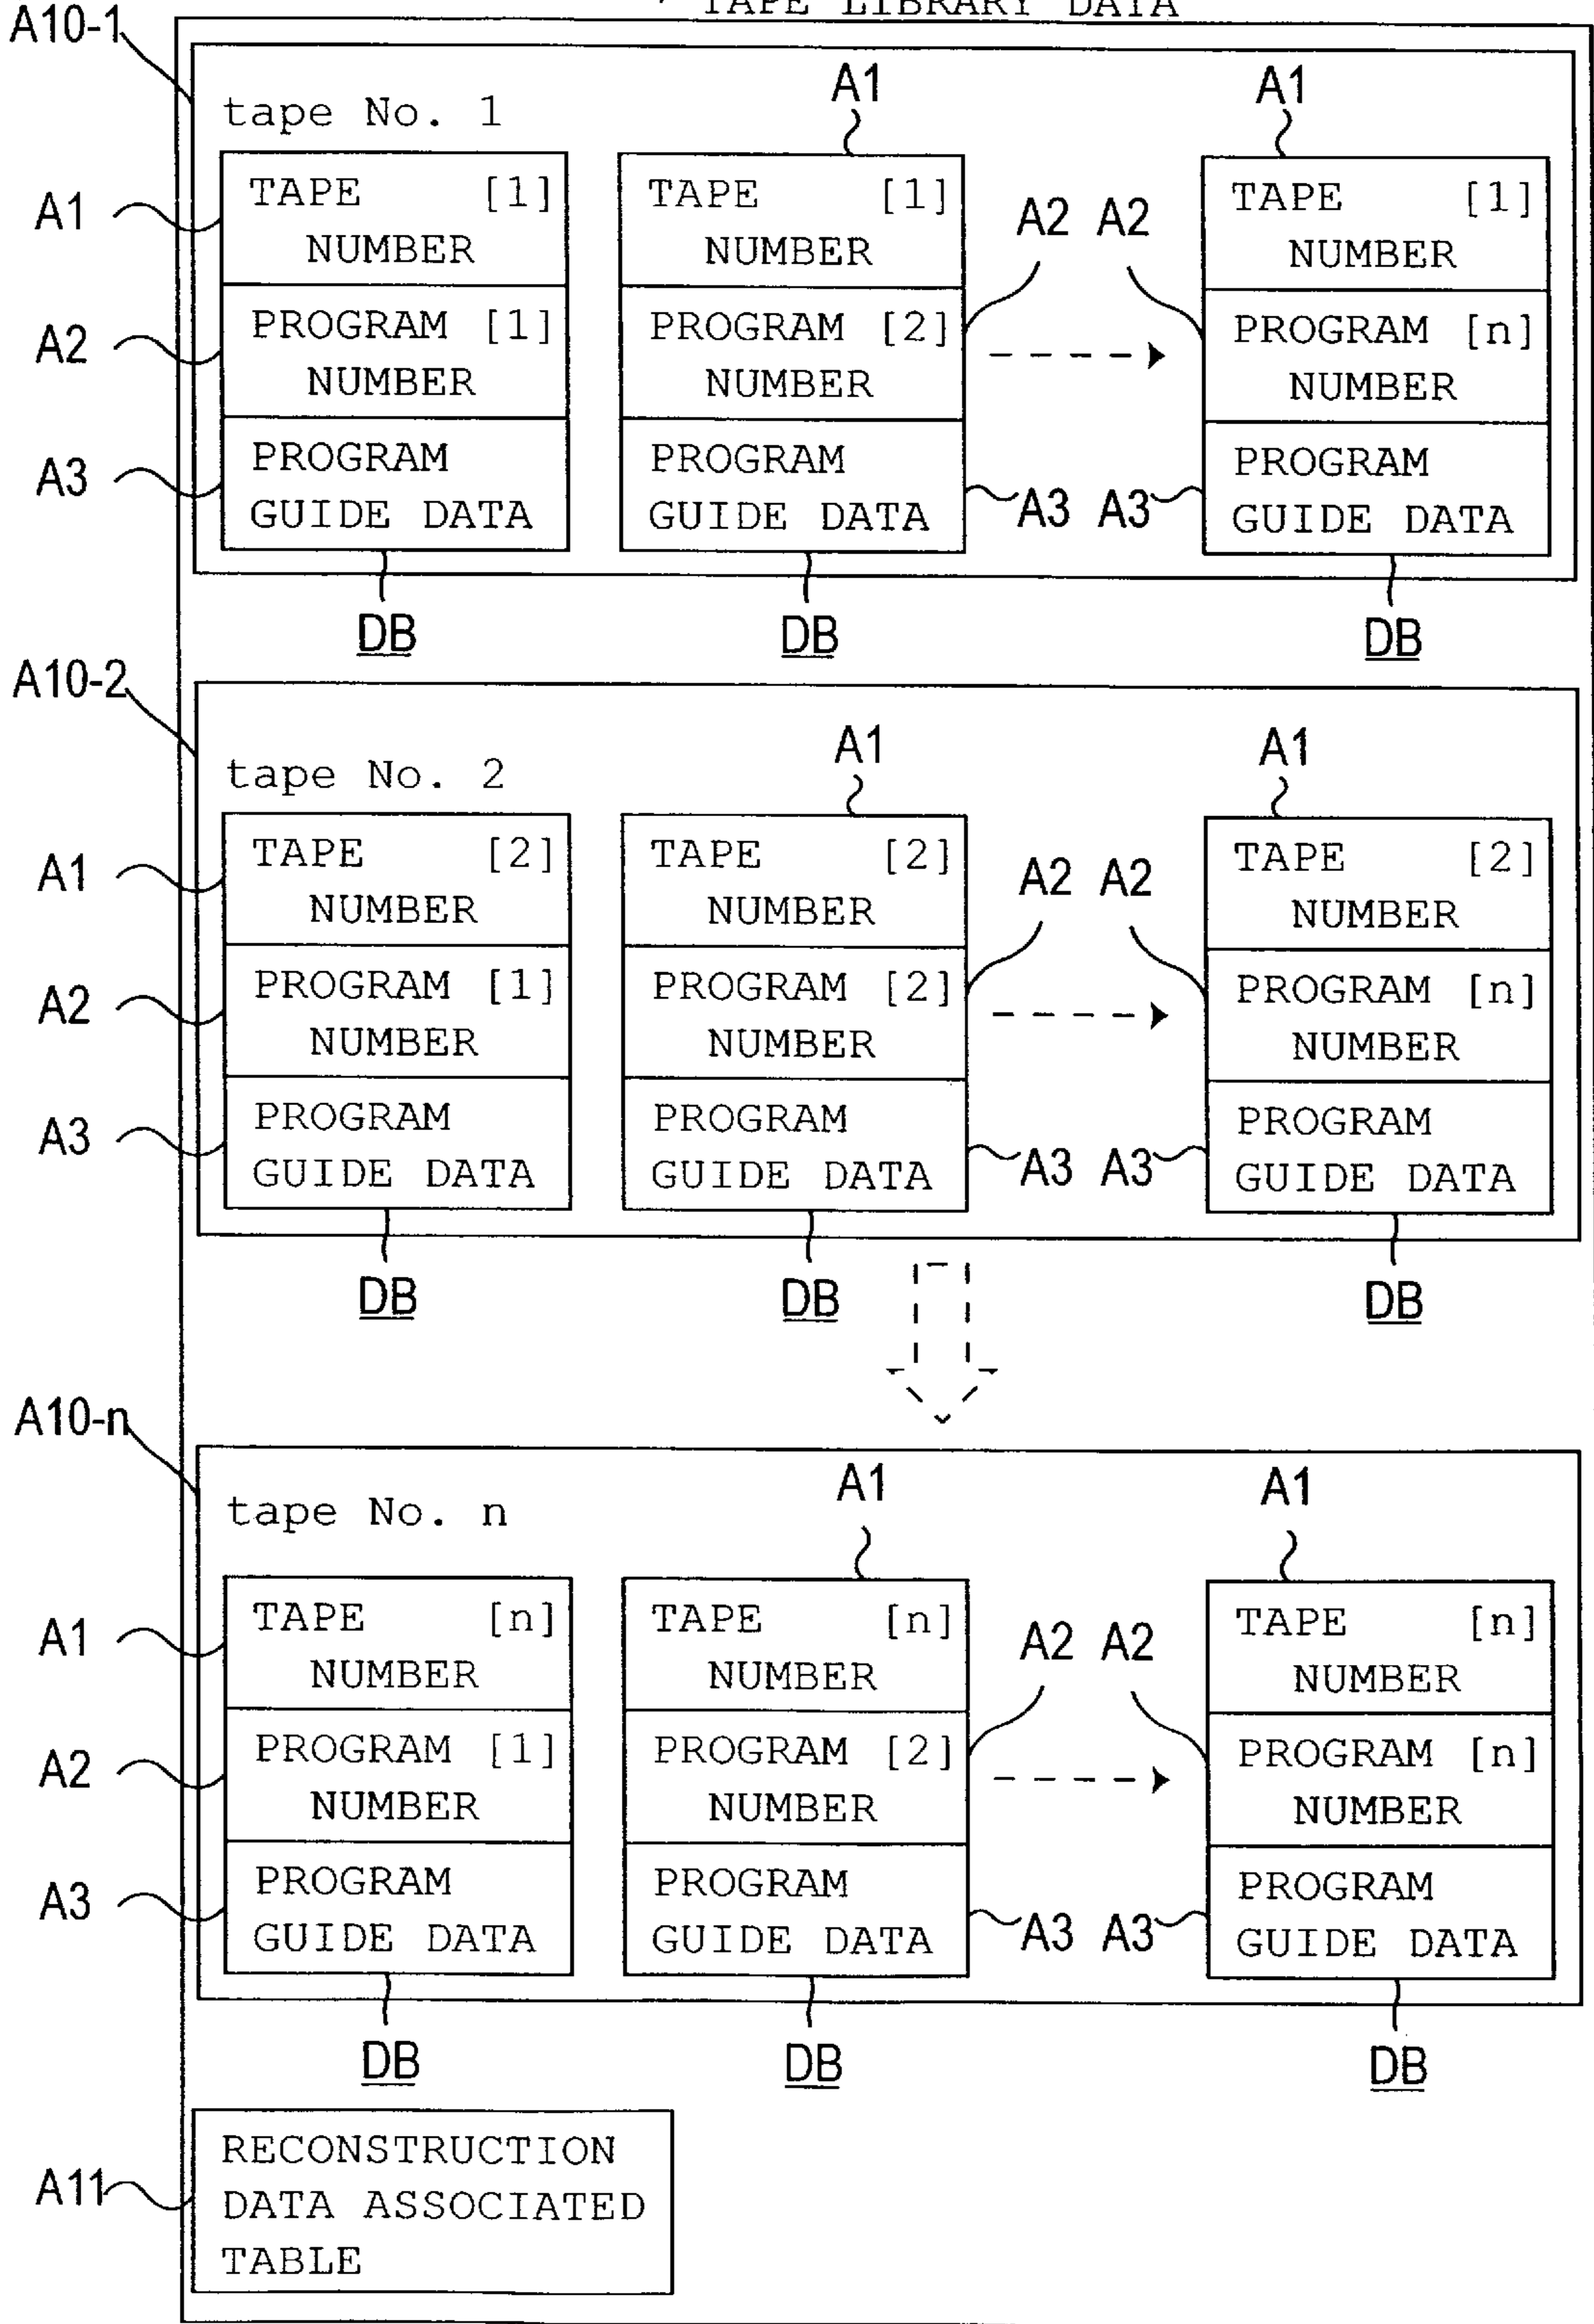 TAPE LIBRARY DATA
A10-1
tape No. 1
A1
A1
A1
TAPE [1]
NUMBER
A2
PROGRAM [1]
NUMBER
A3
PROGRAM
GUIDE DATA
DB
TAPE [1]
NUMBER
A2 A2
PROGRAM [2]
NUMBER
PROGRAM
GUIDE DATA
A3 A3
DB
TAPE [1]
NUMBER
PROGRAM [n]
NUMBER
PROGRAM
GUIDE DATA
DB
A10-2
tape No. 2
A1
A1
A1
TAPE [2]
NUMBER
A2
PROGRAM [1]
NUMBER
A3
PROGRAM
GUIDE DATA
DB
TAPE [2]
NUMBER
A2 A2
PROGRAM [2]
NUMBER
PROGRAM
GUIDE DATA
A3 A3
DB
TAPE [2]
NUMBER
PROGRAM [n]
NUMBER
PROGRAM
GUIDE DATA
DB
A10-n
tape No. n
A1
A1
A1
TAPE [n]
NUMBER
A2
PROGRAM [1]
NUMBER
A3
PROGRAM
GUIDE DATA
DB
TAPE [n]
NUMBER
A2 A2
PROGRAM [2]
NUMBER
PROGRAM
GUIDE DATA
A3 A3
DB
TAPE [n]
NUMBER
PROGRAM [n]
NUMBER
PROGRAM
GUIDE DATA
DB
A11
RECONSTRUCTION
DATA ASSOCIATED
TABLE